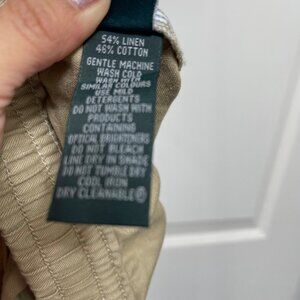 54% LINEN
46% COTTON
GENTLE MACHINE
WASH COLD
WASH WITH
SIMILAR COLOURS
USE MILD
DETERGENTS
DO NOT WASH WITH
PRODUCTS
CONTAINING
OPTICAL BRIGHTENERS
DO NOT BLEACH
LINE DRY IN SHADE
DO NOT TUMBLE DRY
COOL IRON
DRY CLEANABLE Ⓟ